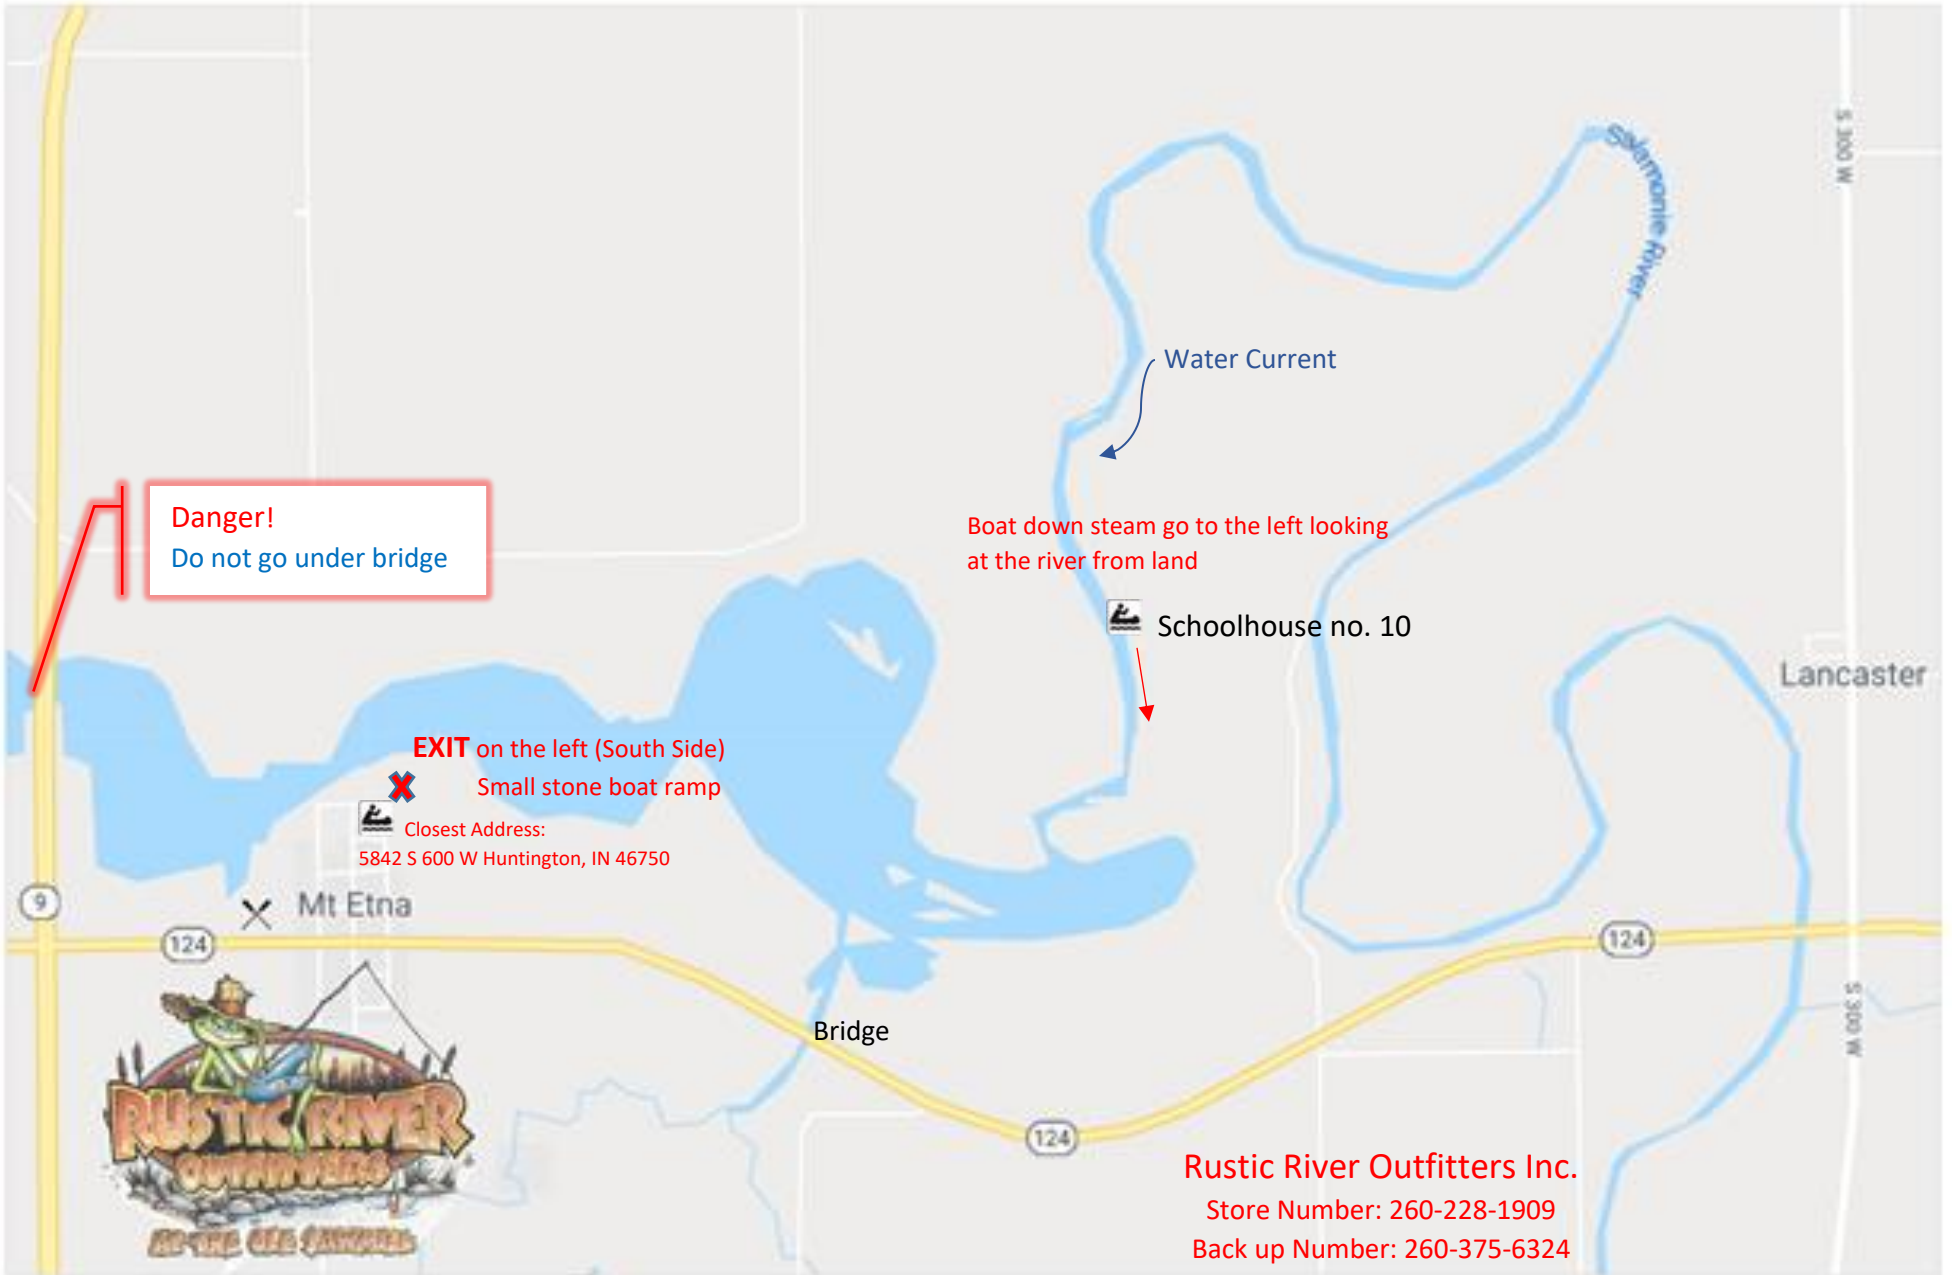 Salamonie River
S 300 W
Water Current
Danger!
Do not go under bridge
Boat down steam go to the left looking
at the river from land
Schoolhouse no. 10
Lancaster
EXIT on the left (South Side)
Small stone boat ramp
Closest Address:
5842 S 600 W Huntington, IN 46750
9
Mt Etna
124
124
S 300 W
Bridge
124
RUSTIC RIVER
OUTFITTERS
Rustic River Outfitters Inc.
Store Number: 260-228-1909
Back up Number: 260-375-6324